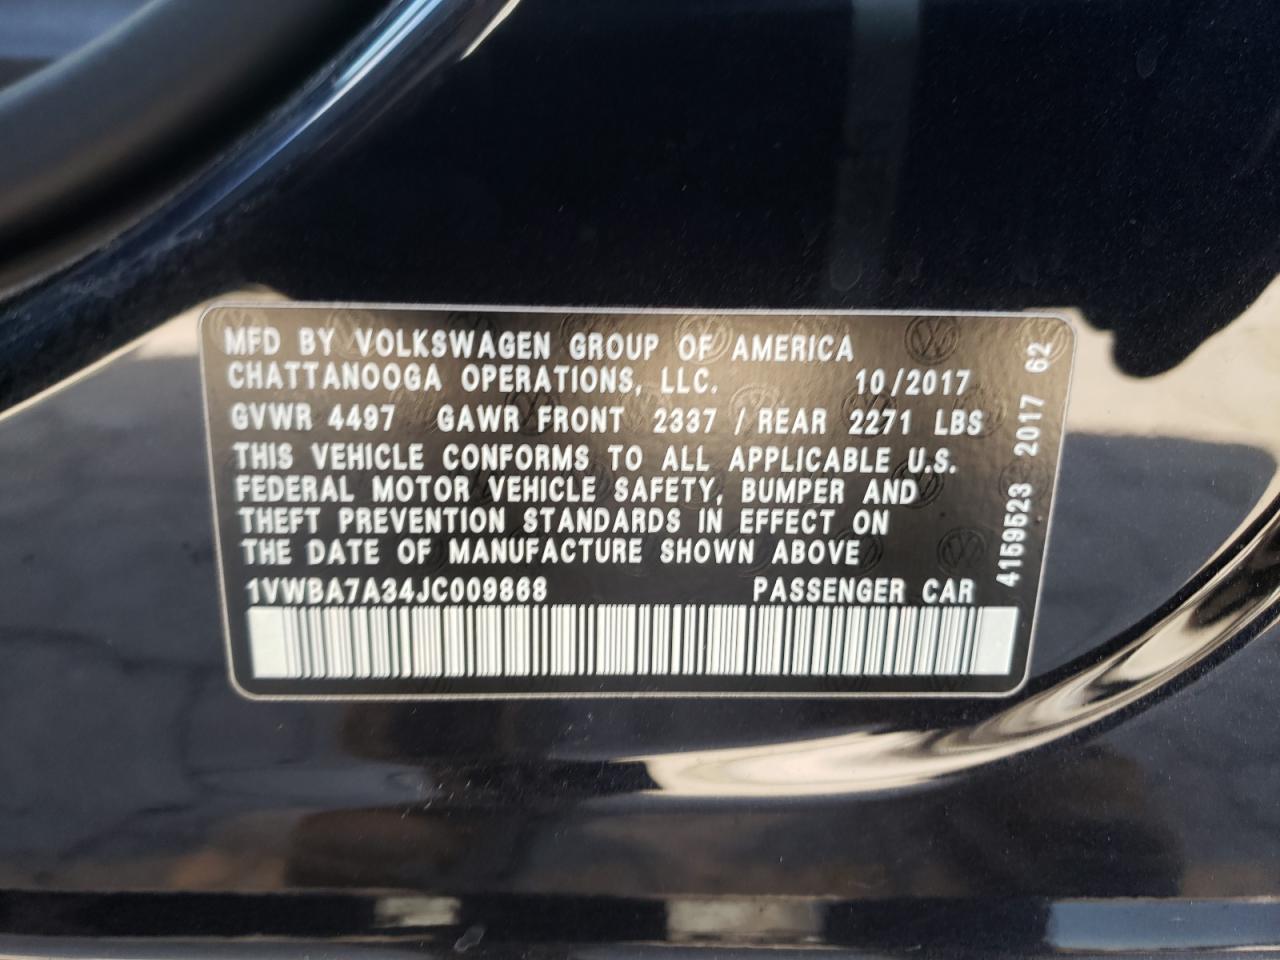 MFD BY VOLKSWAGEN GROUP OF AMERICA
CHATTANOOGA OPERATIONS, LLC. 10/2017
GVWR 4497 GAWR FRONT 2337 / REAR 2271 LBS
THIS VEHICLE CONFORMS TO ALL APPLICABLE U.S.
FEDERAL MOTOR VEHICLE SAFETY, BUMPER AND
THEFT PREVENTION STANDARDS IN EFFECT ON
THE DATE OF MANUFACTURE SHOWN ABOVE
1VWBA7A34JC009868 PASSENGER CAR
4159523 2017 62